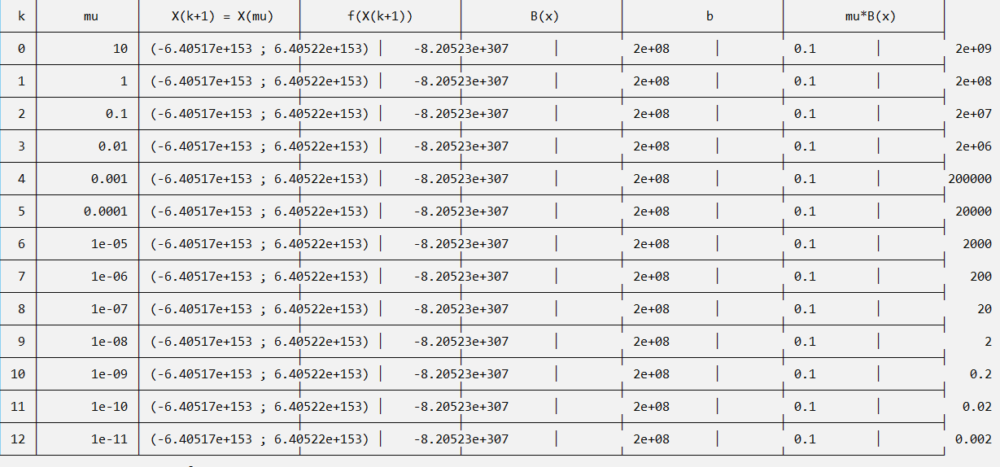 k mu X(k+1) = X(mu) f(X(k+1)) B(x) b mu*B(x)
0 10 (-6.40517e+153 ; 6.40522e+153) -8.20523e+307 2e+08 0.1 2e+09
1 1 (-6.40517e+153 ; 6.40522e+153) -8.20523e+307 2e+08 0.1 2e+08
2 0.1 (-6.40517e+153 ; 6.40522e+153) -8.20523e+307 2e+08 0.1 2e+07
3 0.01 (-6.40517e+153 ; 6.40522e+153) -8.20523e+307 2e+08 0.1 2e+06
4 0.001 (-6.40517e+153 ; 6.40522e+153) -8.20523e+307 2e+08 0.1 200000
5 0.0001 (-6.40517e+153 ; 6.40522e+153) -8.20523e+307 2e+08 0.1 20000
6 1e-05 (-6.40517e+153 ; 6.40522e+153) -8.20523e+307 2e+08 0.1 2000
7 1e-06 (-6.40517e+153 ; 6.40522e+153) -8.20523e+307 2e+08 0.1 200
8 1e-07 (-6.40517e+153 ; 6.40522e+153) -8.20523e+307 2e+08 0.1 20
9 1e-08 (-6.40517e+153 ; 6.40522e+153) -8.20523e+307 2e+08 0.1 2
10 1e-09 (-6.40517e+153 ; 6.40522e+153) -8.20523e+307 2e+08 0.1 0.2
11 1e-10 (-6.40517e+153 ; 6.40522e+153) -8.20523e+307 2e+08 0.1 0.02
12 1e-11 (-6.40517e+153 ; 6.40522e+153) -8.20523e+307 2e+08 0.1 0.002